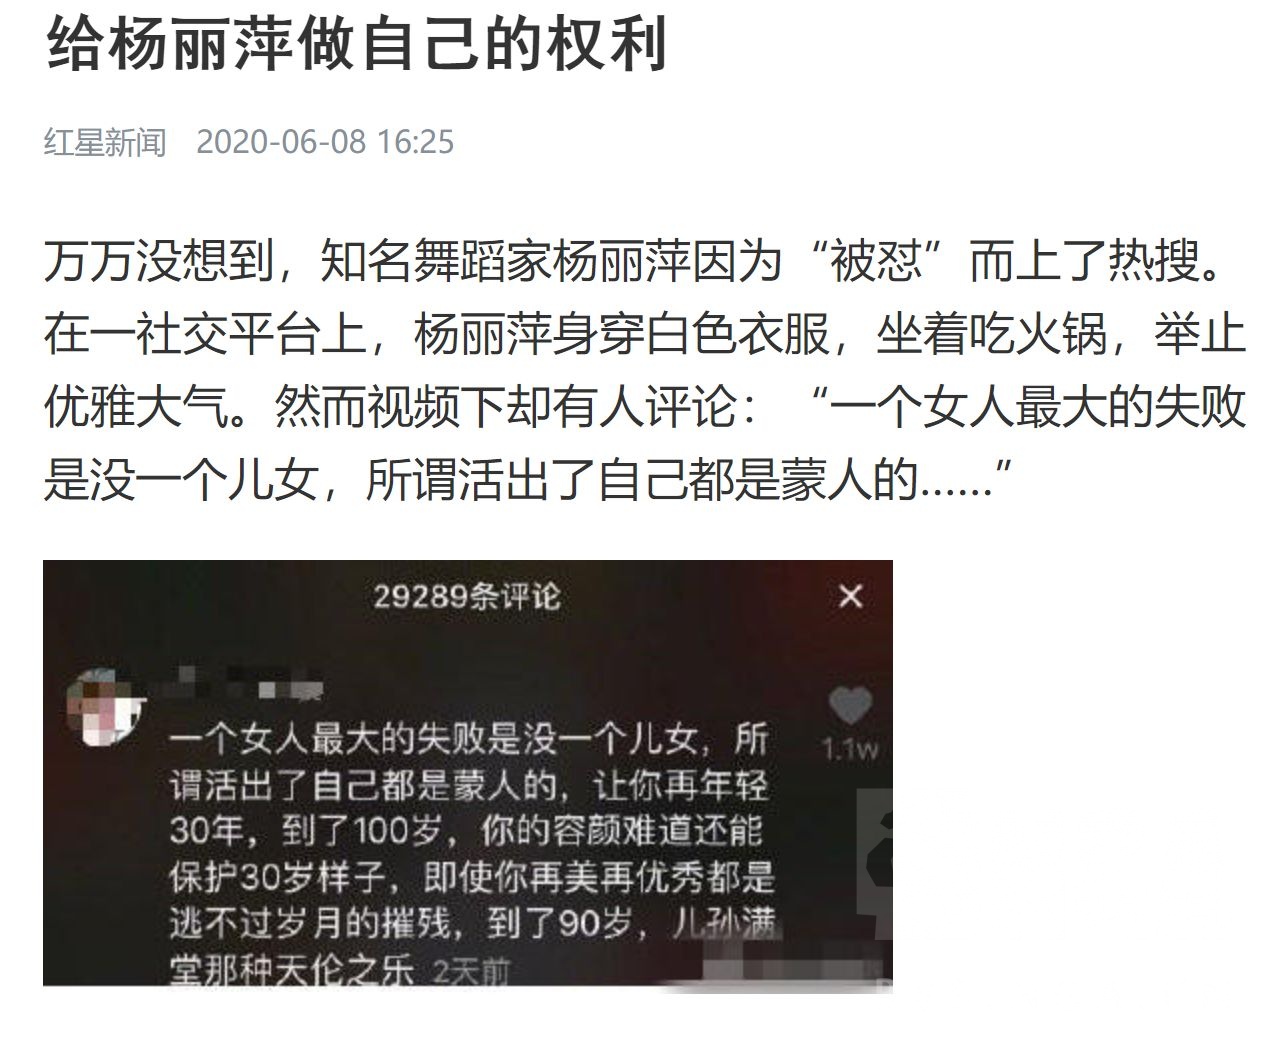 给杨丽萍做自己的权利
红星新闻 2020-06-08 16:25
万万没想到，知名舞蹈家杨丽萍因为“被怼”而上了热搜。
在一社交平台上，杨丽萍身穿白色衣服，坐着吃火锅，举止
优雅大气。然而视频下却有人评论：“一个女人最大的失败
是没一个儿女，所谓活出了自己都是蒙人的……”
29289条评论
一个女人最大的失败是没一个儿女，所
1.1w
谓活出了自己都是蒙人的，让你再年轻
30年，到了100岁，你的容颜难道还能
保护30岁样子，即使你再美再优秀都是
逃不过岁月的摧残，到了90岁，儿孙满
堂那种天伦之乐 2天前